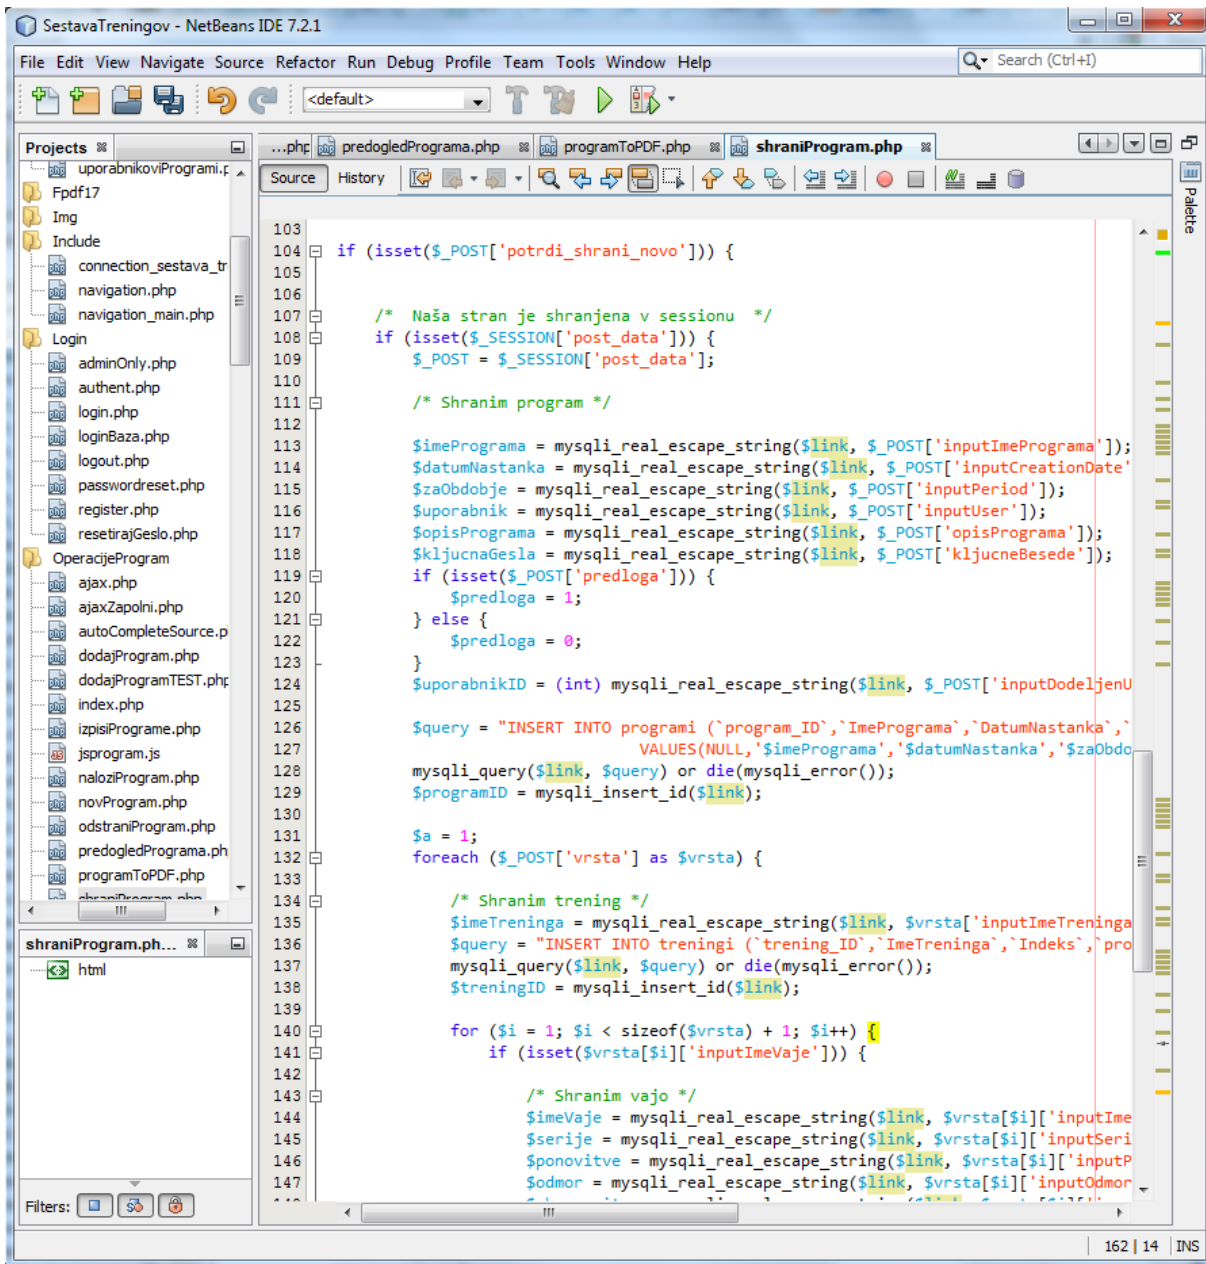 SestavaTreningov - NetBeans IDE 7.2.1
File Edit View Navigate Source Refactor Run Debug Profile Team Tools Window Help
Search (Ctrl+I)
<default>
Projects
uporabnikoviProgrami.p
Fpdf17
Img
Include
connection_sestava_tr
navigation.php
navigation_main.php
Login
adminOnly.php
authent.php
login.php
loginBaza.php
logout.php
passwordreset.php
register.php
resetirajGeslo.php
OperacijeProgram
ajax.php
ajaxZapolni.php
autoCompleteSource.p
dodajProgram.php
dodajProgramTEST.php
index.php
izpisiPrograme.php
jsprogram.js
naloziProgram.php
novProgram.php
odstraniProgram.php
predogledPrograma.ph
programToPDF.php
shraniProgram.php
shraniProgram.ph...
html
Filters:
...php predogledPrograma.php programToPDF.php shraniProgram.php
Source History
Palette
103
104 if (isset($_POST['potrdi_shrani_novo'])) {
105
106
107 /* Naša stran je shranjena v sessionu */
108 if (isset($_SESSION['post_data'])) {
109 $_POST = $_SESSION['post_data'];
110
111 /* Shranim program */
112
113 $imePrograma = mysqli_real_escape_string($link, $_POST['inputImePrograma']);
114 $datumNastanka = mysqli_real_escape_string($link, $_POST['inputCreationDate'
115 $zaObdobje = mysqli_real_escape_string($link, $_POST['inputPeriod']);
116 $uporabnik = mysqli_real_escape_string($link, $_POST['inputUser']);
117 $opisPrograma = mysqli_real_escape_string($link, $_POST['opisPrograma']);
118 $kljucnaGesla = mysqli_real_escape_string($link, $_POST['kljucneBesede']);
119 if (isset($_POST['predloga'])) {
120 $predloga = 1;
121 } else {
122 $predloga = 0;
123 }
124 $uporabnikID = (int) mysqli_real_escape_string($link, $_POST['inputDodeljenU
125
126 $query = "INSERT INTO programi (`program_ID`,`ImePrograma`,`DatumNastanka`,`
127 VALUES(NULL,'$imePrograma','$datumNastanka','$zaObdo
128 mysqli_query($link, $query) or die(mysqli_error());
129 $programID = mysqli_insert_id($link);
130
131 $a = 1;
132 foreach ($_POST['vrsta'] as $vrsta) {
133
134 /* Shranim trening */
135 $imeTreninga = mysqli_real_escape_string($link, $vrsta['inputImeTreninga
136 $query = "INSERT INTO treningi (`trening_ID`,`ImeTreninga`,`Indeks`,`pro
137 mysqli_query($link, $query) or die(mysqli_error());
138 $treningID = mysqli_insert_id($link);
139
140 for ($i = 1; $i < sizeof($vrsta) + 1; $i++) {
141 if (isset($vrsta[$i]['inputImeVaje'])) {
142
143 /* Shranim vajo */
144 $imeVaje = mysqli_real_escape_string($link, $vrsta[$i]['inputIme
145 $serije = mysqli_real_escape_string($link, $vrsta[$i]['inputSeri
146 $ponovitve = mysqli_real_escape_string($link, $vrsta[$i]['inputP
147 $odmor = mysqli_real_escape_string($link, $vrsta[$i]['inputOdmor
162 | 14 INS